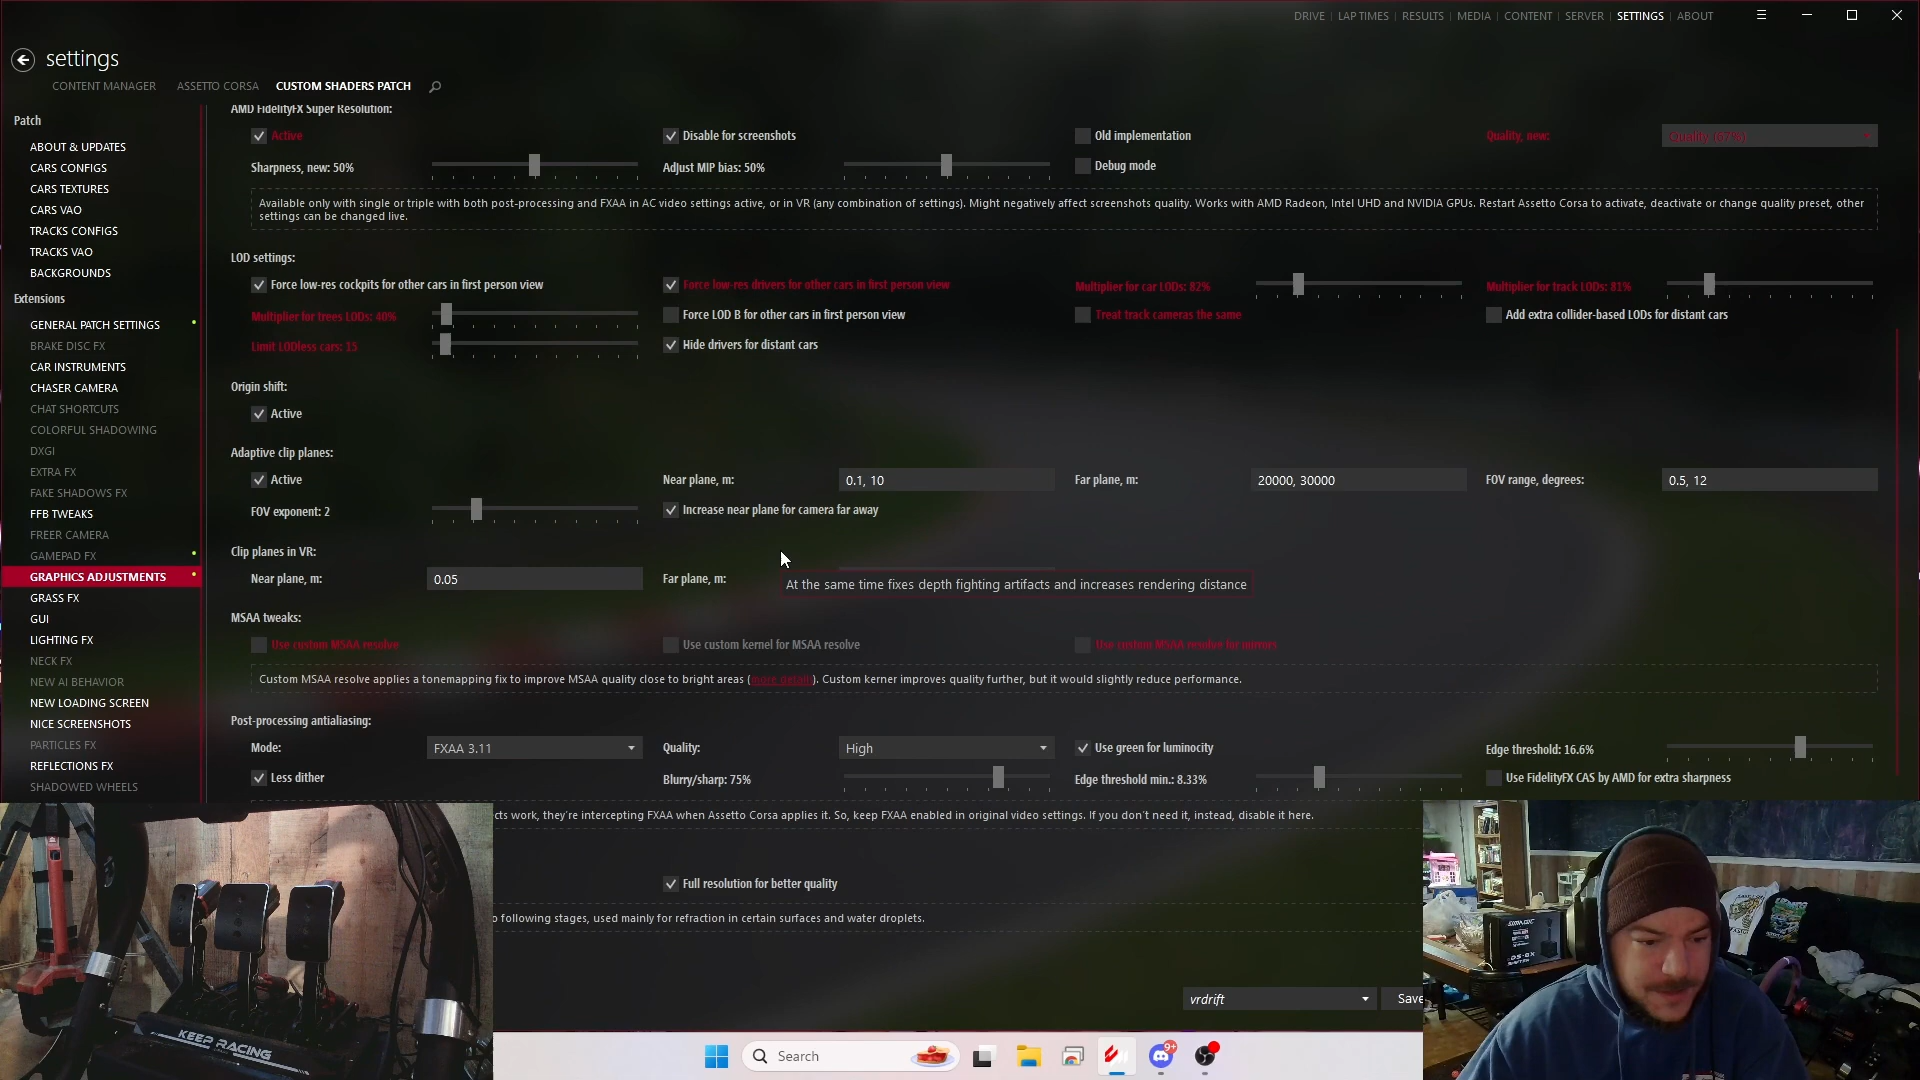 DRIVE | LAP TIMES | RESULTS | MEDIA | CONTENT | SERVER | SETTINGS | ABOUT
settings
CONTENT MANAGER ASSETTO CORSA CUSTOM SHADERS PATCH
Patch
ABOUT & UPDATES
CARS CONFIGS
CARS TEXTURES
CARS VAO
TRACKS CONFIGS
TRACKS VAO
BACKGROUNDS
Extensions
GENERAL PATCH SETTINGS
BRAKE DISC FX
CAR INSTRUMENTS
CHASER CAMERA
CHAT SHORTCUTS
COLORFUL SHADOWING
DXGI
EXTRA FX
FAKE SHADOWS FX
FFB TWEAKS
FREER CAMERA
GAMEPAD FX
GRAPHICS ADJUSTMENTS
GRASS FX
GUI
LIGHTING FX
NECK FX
NEW AI BEHAVIOR
NEW LOADING SCREEN
NICE SCREENSHOTS
PARTICLES FX
REFLECTIONS FX
SHADOWED WHEELS
AMD FidelityFX Super Resolution:
Active Disable for screenshots Old implementation Quality, new: Quality (67%)
Sharpness, new: 50% Adjust MIP bias: 50% Debug mode
Available only with single or triple with both post-processing and FXAA in AC video settings active, or in VR (any combination of settings). Might negatively affect screenshots quality. Works with AMD Radeon, Intel UHD and NVIDIA GPUs. Restart Assetto Corsa to activate, deactivate or change quality preset, other
settings can be changed live.
LOD settings:
Force low-res cockpits for other cars in first person view Force low-res drivers for other cars in first person view Multiplier for car LODs: 82% Multiplier for track LODs: 81%
Multiplier for trees LODs: 40% Force LOD B for other cars in first person view Treat track cameras the same Add extra collider-based LODs for distant cars
Limit LODless cars: 15 Hide drivers for distant cars
Origin shift:
Active
Adaptive clip planes:
Active Near plane, m: 0.1, 10 Far plane, m: 20000, 30000 FOV range, degrees: 0.5, 12
FOV exponent: 2 Increase near plane for camera far away
Clip planes in VR:
Near plane, m: 0.05 Far plane, m:
At the same time fixes depth fighting artifacts and increases rendering distance
MSAA tweaks:
Use custom MSAA resolve Use custom kernel for MSAA resolve Use custom MSAA resolve for mirrors
Custom MSAA resolve applies a tonemapping fix to improve MSAA quality close to bright areas (more details). Custom kerner improves quality further, but it would slightly reduce performance.
Post-processing antialiasing:
Mode: FXAA 3.11 Quality: High Use green for luminocity Edge threshold: 16.6%
Less dither Blurry/sharp: 75% Edge threshold min.: 8.33% Use FidelityFX CAS by AMD for extra sharpness
cts work, they're intercepting FXAA when Assetto Corsa applies it. So, keep FXAA enabled in original video settings. If you don't need it, instead, disable it here.
Full resolution for better quality
o following stages, used mainly for refraction in certain surfaces and water droplets.
vrdrift Save
KEEP RACING
SIMAGIC
Search
9+